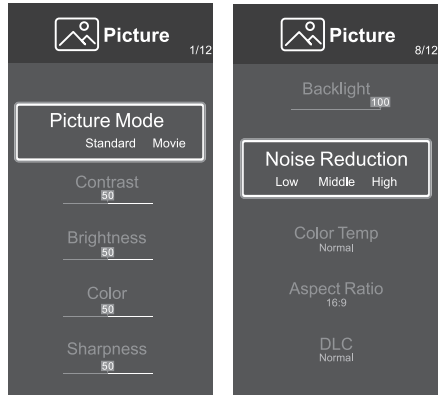 Picture
1/12
Picture Mode
Standard Movie
Contrast
50
Brightness
50
Color
50
Sharpness
50
Picture
8/12
Backlight
100
Noise Reduction
Low Middle High
Color Temp
Normal
Aspect Ratio
16:9
DLC
Normal